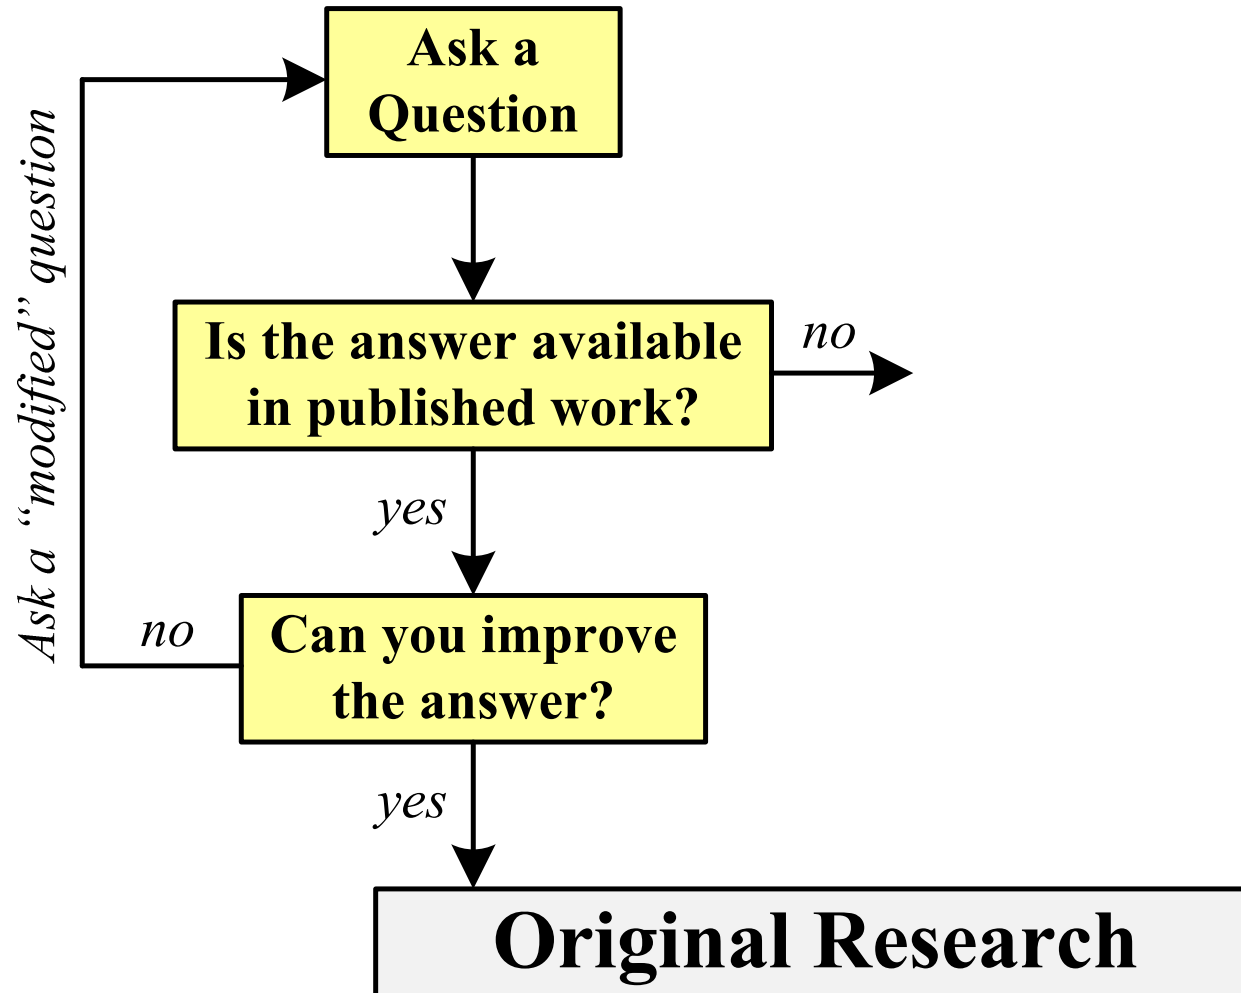 Ask a
Question
Ask a “modified” question
Is the answer available
in published work?
no
yes
Can you improve
the answer?
no
yes
Original Research